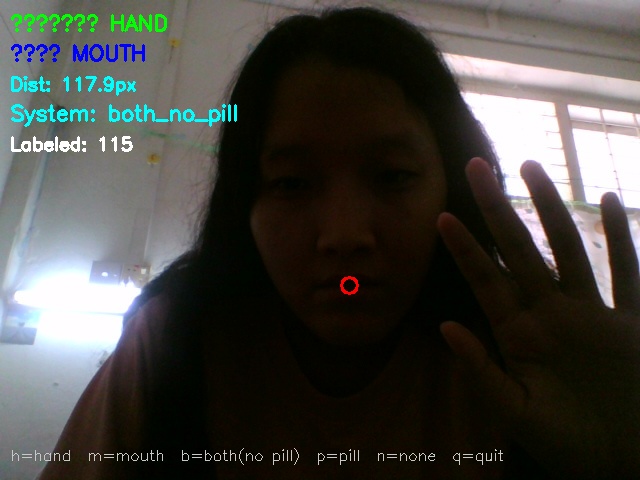 ??????? HAND
???? MOUTH
Dist: 117.9px
System: both_no_pill
Labeled: 115
h=hand m=mouth b=both(no pill) p=pill n=none q=quit